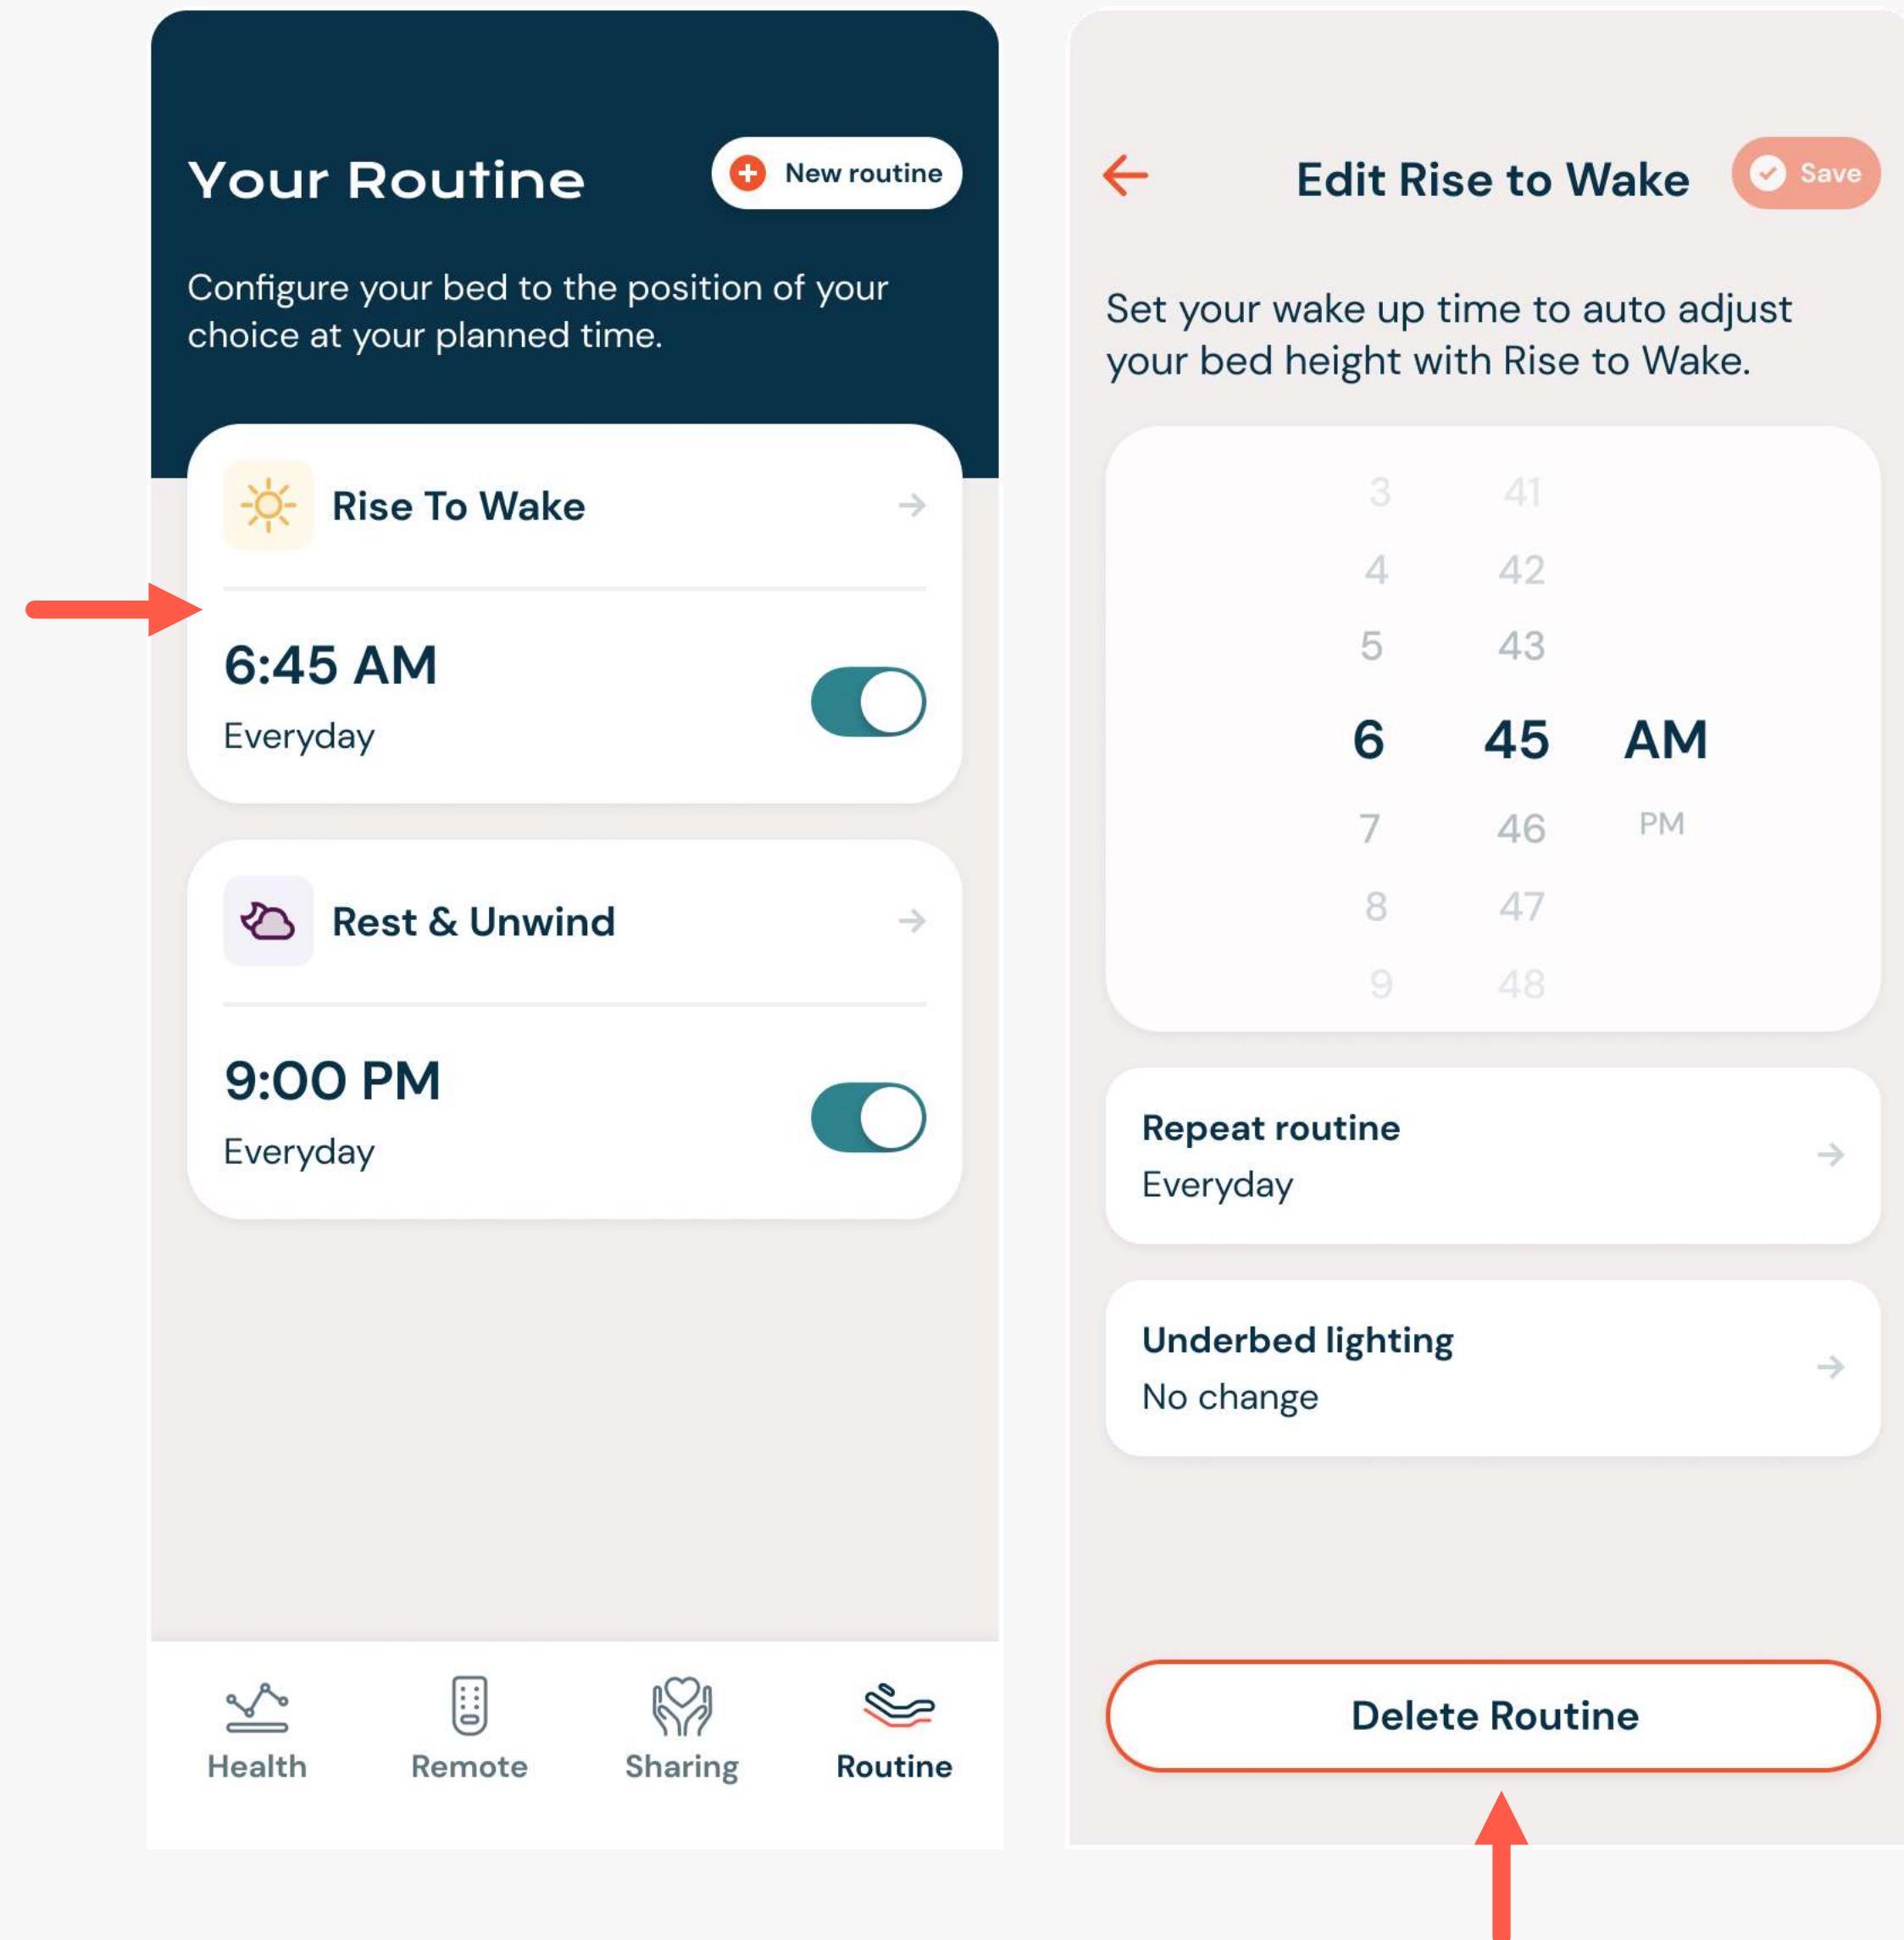 Your Routine
New routine
Configure your bed to the position of your
choice at your planned time.
Rise To Wake
6:45 AM
Everyday
Rest & Unwind
9:00 PM
Everyday
Health
Remote
Sharing
Routine
Edit Rise to Wake
Save
Set your wake up time to auto adjust
your bed height with Rise to Wake.
3 41
4 42
5 43
6 45 AM
7 46 PM
8 47
9 48
Repeat routine
Everyday
Underbed lighting
No change
Delete Routine